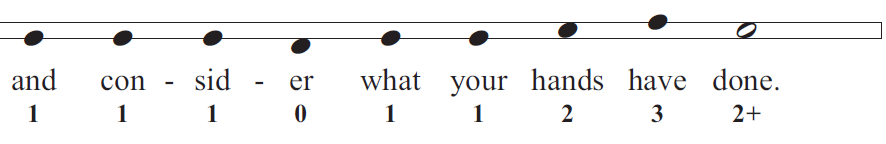 and con - sid - er what your hands have done.
1 1 1 0 1 1 2 3 2+